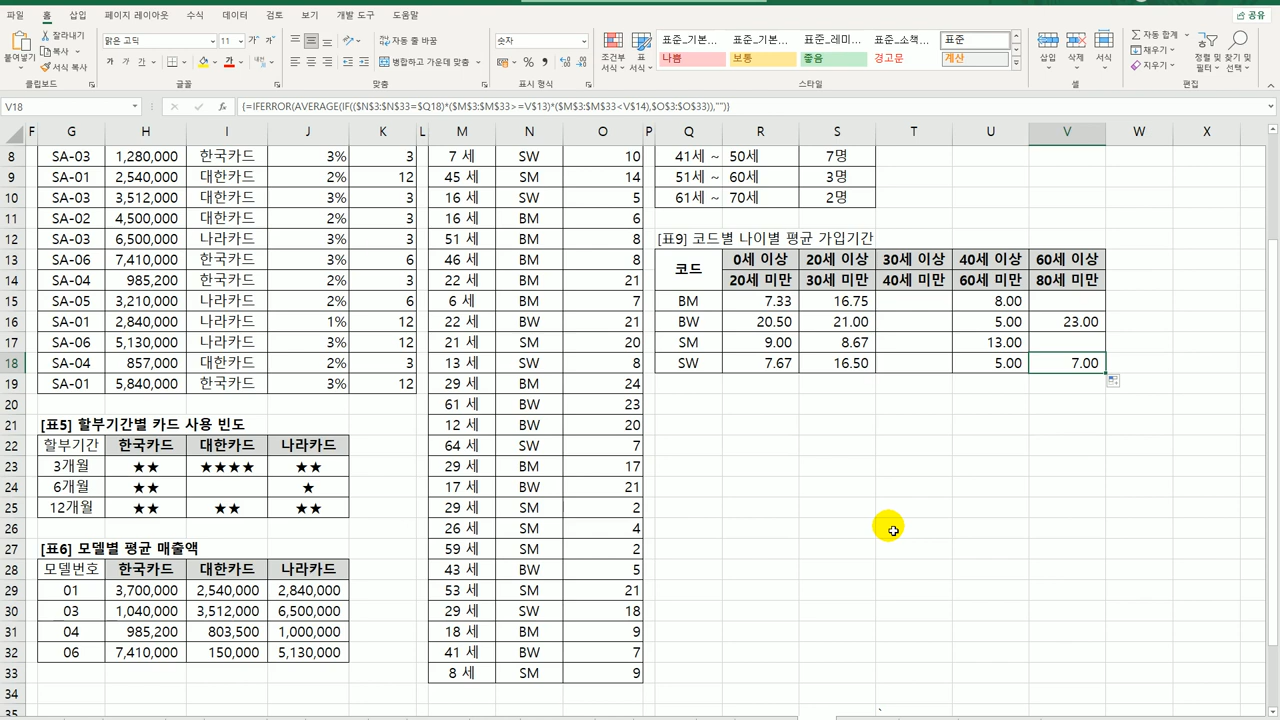 파일 홈 삽입 페이지 레이아웃 수식 데이터 검토 보기 개발 도구 도움말 공유
붙여넣기 잘라내기 맑은 고딕 11 자동 줄 바꿈 숫자 조건부 서식 표 서식 표준_기본... 표준_기본... 표준_레미... 표준_소책... 표준 삽입 삭제 서식 자동 합계 정렬 및 필터 찾기 및 선택
복사 채우기
서식 복사 가 가 가 병합하고 가운데 맞춤 % 나쁨 보통 좋음 경고문 계산 지우기
클립보드 글꼴 맞춤 표시 형식 스타일 셀 편집
V18 fx {=IFERROR(AVERAGE(IF(($N$3:$N$33=$Q18)*($M$3:$M$33>=V$13)*($M$3:$M$33<V$14),$O$3:$O$33)),"")}
F G H I J K L M N O P Q R S T U V W X
8 SA-03 1,280,000 한국카드 3% 3 7 세 SW 10 41세 ~ 50세 7명
9 SA-01 2,540,000 대한카드 2% 12 45 세 SM 14 51세 ~ 60세 3명
10 SA-03 3,512,000 대한카드 3% 3 16 세 SW 5 61세 ~ 70세 2명
11 SA-02 4,500,000 대한카드 2% 3 16 세 BM 6
12 SA-03 6,500,000 나라카드 3% 3 51 세 BM 8 [표9] 코드별 나이별 평균 가입기간
13 SA-06 7,410,000 한국카드 3% 6 46 세 BM 8 코드 0세 이상 20세 이상 30세 이상 40세 이상 60세 이상
14 SA-04 985,200 한국카드 2% 3 22 세 BM 21 20세 미만 30세 미만 40세 미만 60세 미만 80세 미만
15 SA-05 3,210,000 나라카드 2% 6 6 세 BM 7 BM 7.33 16.75 8.00
16 SA-01 2,840,000 나라카드 1% 12 22 세 BW 21 BW 20.50 21.00 5.00 23.00
17 SA-06 5,130,000 나라카드 3% 12 21 세 SM 20 SM 9.00 8.67 13.00
18 SA-04 857,000 대한카드 2% 3 13 세 SW 8 SW 7.67 16.50 5.00 7.00
19 SA-01 5,840,000 한국카드 3% 12 29 세 BM 24
20 61 세 BW 23
21 [표5] 할부기간별 카드 사용 빈도 12 세 BW 20
22 할부기간 한국카드 대한카드 나라카드 64 세 SW 7
23 3개월 ★★ ★★★★ ★★ 29 세 BM 17
24 6개월 ★★ ★ 17 세 BW 21
25 12개월 ★★ ★★ ★★ 29 세 SM 2
26 26 세 SM 4
27 [표6] 모델별 평균 매출액 59 세 SM 2
28 모델번호 한국카드 대한카드 나라카드 43 세 BW 5
29 01 3,700,000 2,540,000 2,840,000 53 세 SM 21
30 03 1,040,000 3,512,000 6,500,000 29 세 SW 18
31 04 985,200 803,500 1,000,000 18 세 BM 9
32 06 7,410,000 150,000 5,130,000 41 세 BW 7
33 8 세 SM 9
34
35